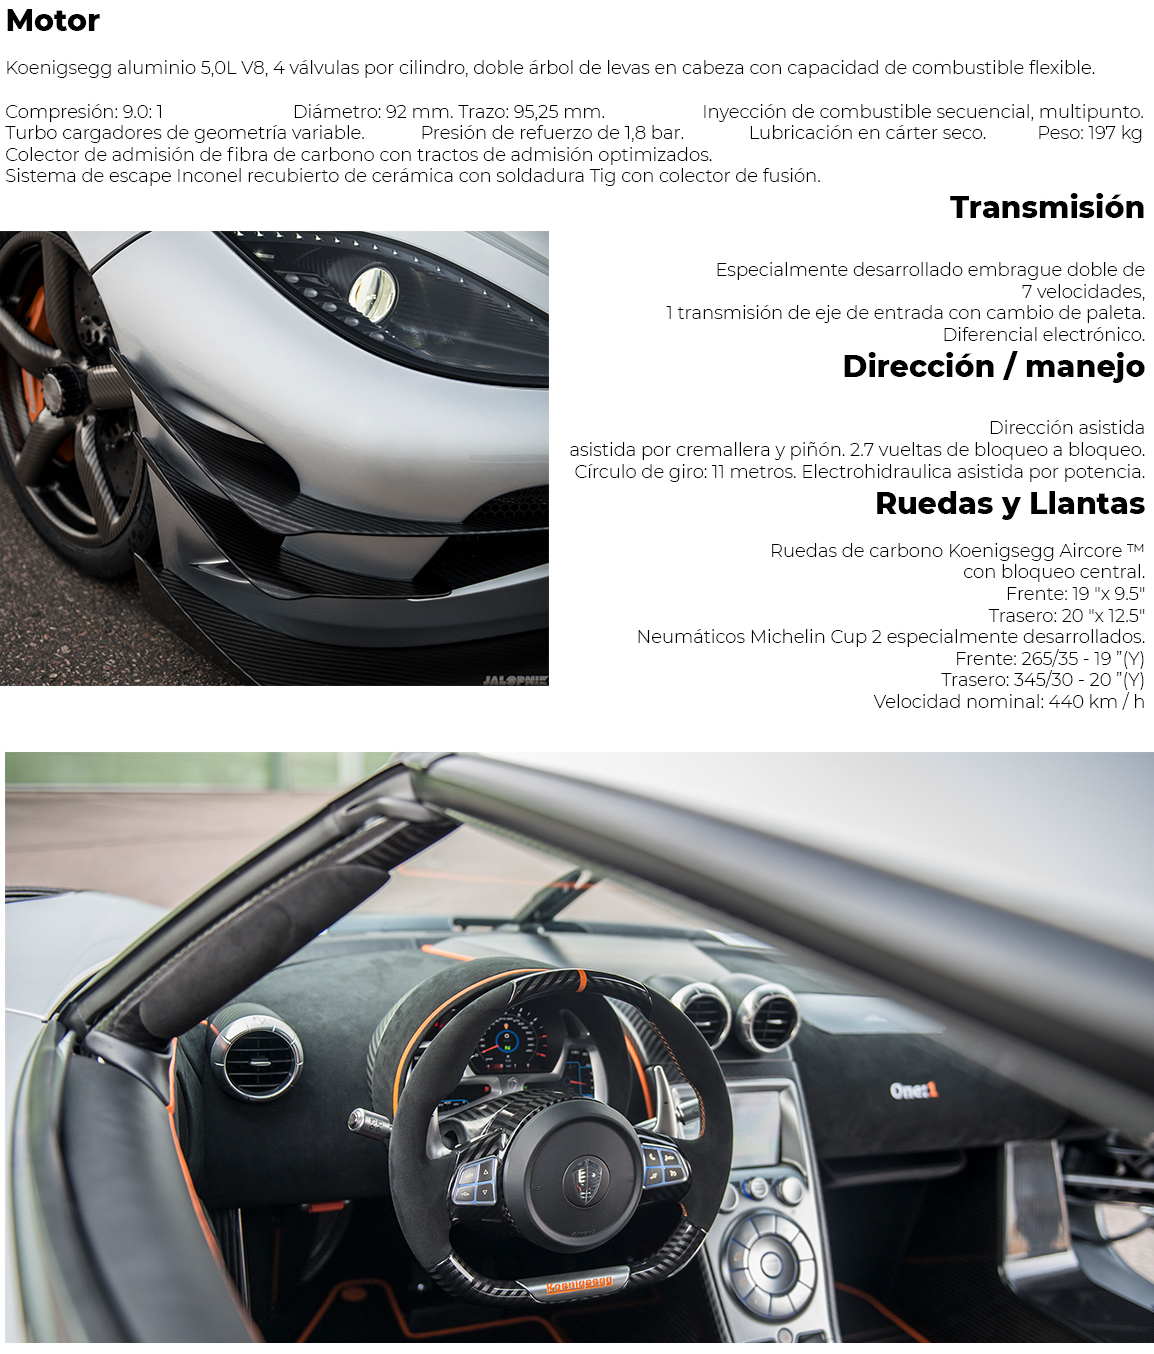 Motor
Koenigsegg aluminio 5,0L V8, 4 válvulas por cilindro, doble árbol de levas en cabeza con capacidad de combustible flexible.
Compresión: 9.0: 1 Diámetro: 92 mm. Trazo: 95,25 mm. Inyección de combustible secuencial, multipunto.
Turbo cargadores de geometría variable. Presión de refuerzo de 1,8 bar. Lubricación en cárter seco. Peso: 197 kg
Colector de admisión de fibra de carbono con tractos de admisión optimizados.
Sistema de escape Inconel recubierto de cerámica con soldadura Tig con colector de fusión.
Transmisión
Especialmente desarrollado embrague doble de
7 velocidades,
1 transmisión de eje de entrada con cambio de paleta.
Diferencial electrónico.
Dirección / manejo
Dirección asistida
asistida por cremallera y piñón. 2.7 vueltas de bloqueo a bloqueo.
Círculo de giro: 11 metros. Electrohidraulica asistida por potencia.
Ruedas y Llantas
Ruedas de carbono Koenigsegg Aircore ™
con bloqueo central.
Frente: 19 "x 9.5"
Trasero: 20 "x 12.5"
Neumáticos Michelin Cup 2 especialmente desarrollados.
Frente: 265/35 - 19 ”(Y)
Trasero: 345/30 - 20 ”(Y)
Velocidad nominal: 440 km / h
JALOPNIK
One:1
Koenigsegg